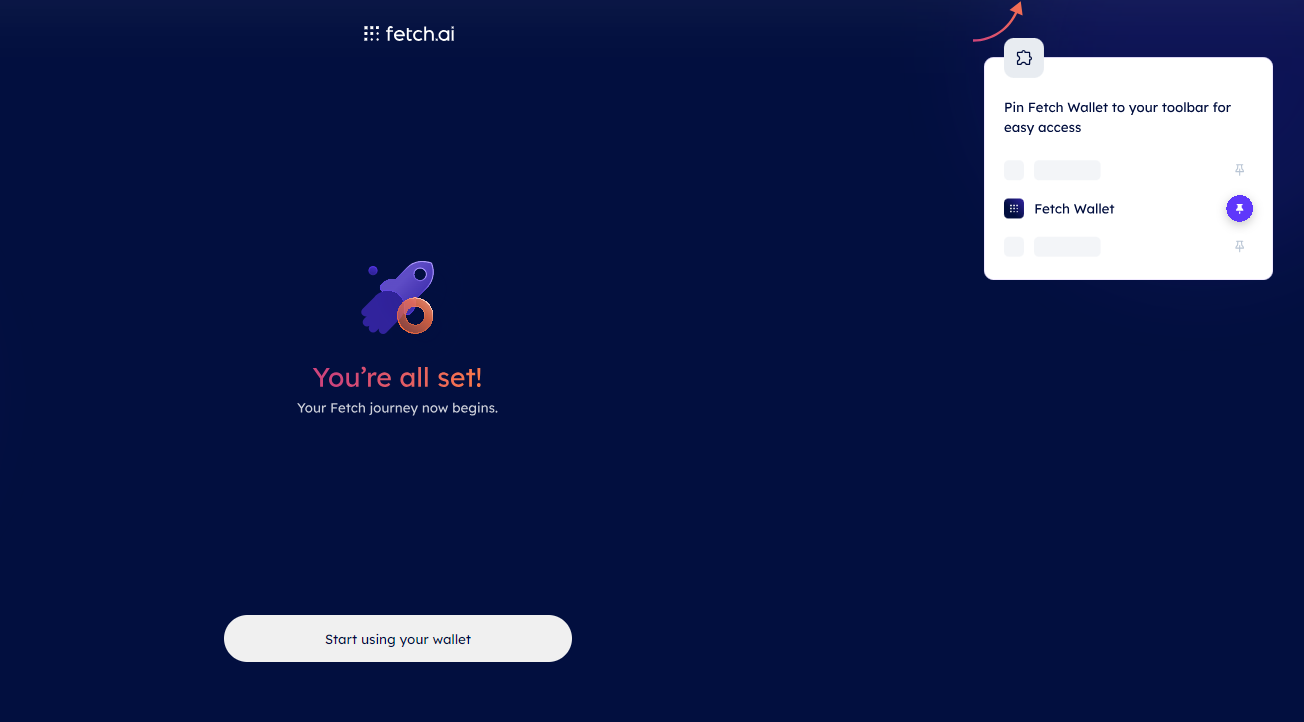 fetch.ai
Pin Fetch Wallet to your toolbar for
easy access
Fetch Wallet
You’re all set!
Your Fetch journey now begins.
Start using your wallet